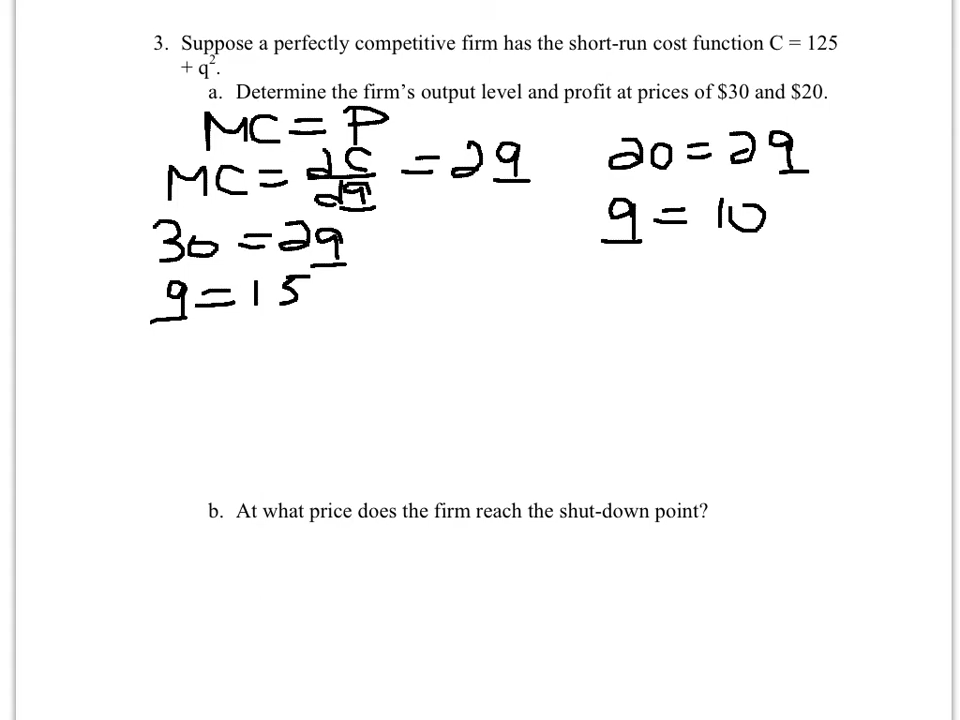 3. Suppose a perfectly competitive firm has the short-run cost function C = 125
+ q².
a. Determine the firm's output level and profit at prices of $30 and $20.
MC = P
MC = dC/dq = 2q
30 = 2q
q = 15
20 = 2q
q = 10
b. At what price does the firm reach the shut-down point?